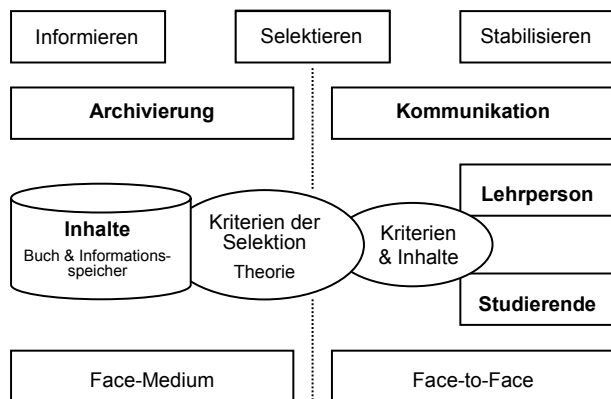 Informieren
Selektieren
Stabilisieren
Archivierung
Kommunikation
Inhalte
Buch & Informations-
speicher
Kriterien der
Selektion
Theorie
Kriterien
& Inhalte
Lehrperson
Studierende
Face-Medium
Face-to-Face